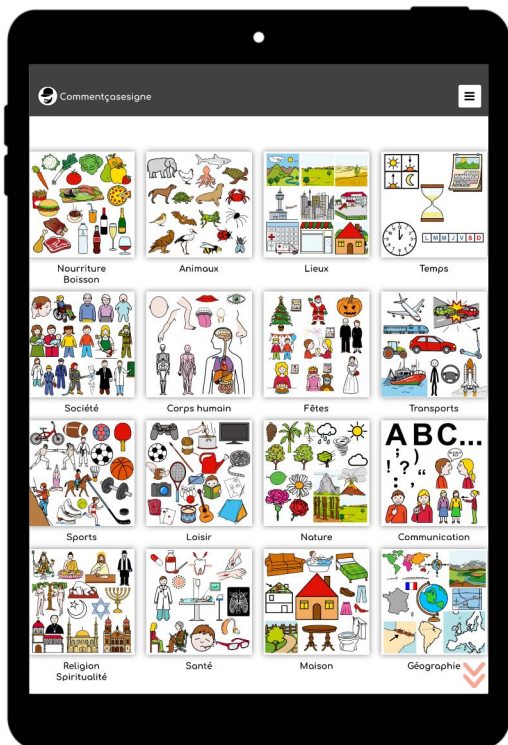 Commentçasesigne
Nourriture
Boisson
Animaux
Lieux
L M M J V S D
Temps
Société
Corps humain
Fêtes
Transports
ABC...
; )
! ? “
: , ,
Sports
Loisir
Nature
Communication
Religion
Spiritualité
Santé
Maison
Géographie